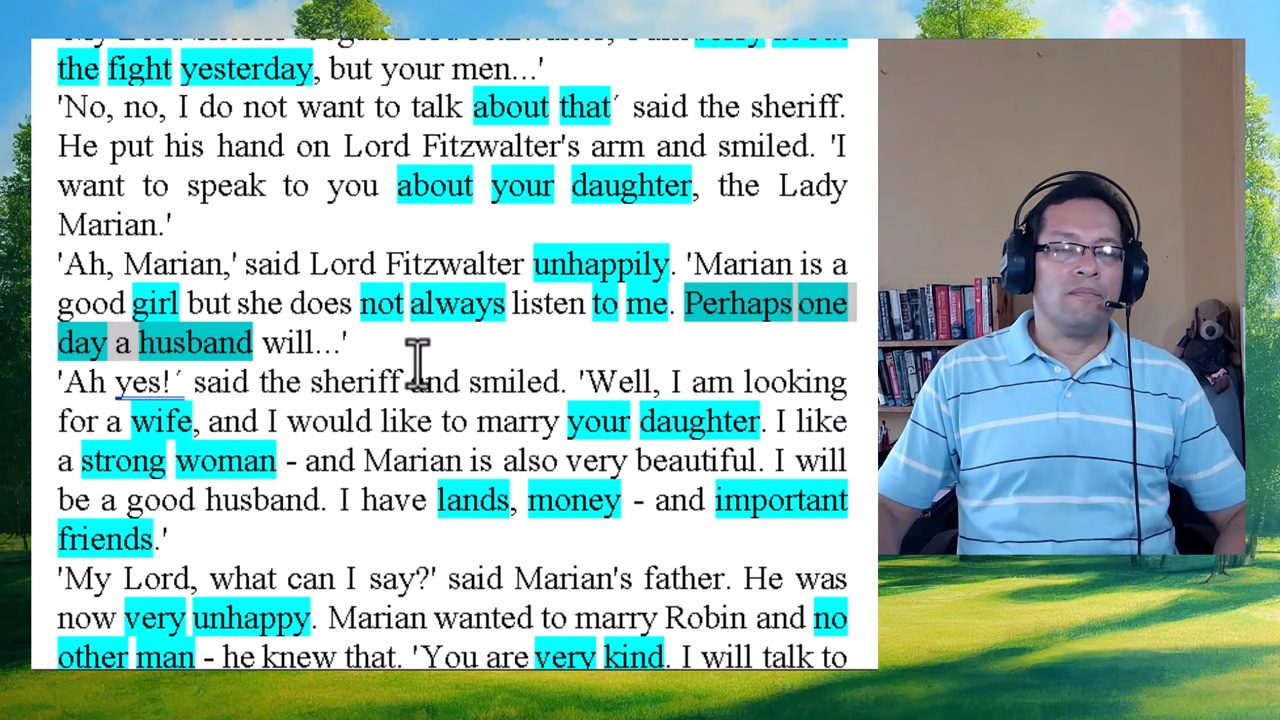 the fight yesterday, but your men...'
'No, no, I do not want to talk about that´ said the sheriff.
He put his hand on Lord Fitzwalter's arm and smiled. 'I
want to speak to you about your daughter, the Lady
Marian.'
'Ah, Marian,' said Lord Fitzwalter unhappily. 'Marian is a
good girl but she does not always listen to me. Perhaps one
day a husband will...'
'Ah yes!´ said the sheriff and smiled. 'Well, I am looking
for a wife, and I would like to marry your daughter. I like
a strong woman - and Marian is also very beautiful. I will
be a good husband. I have lands, money - and important
friends.'
'My Lord, what can I say?' said Marian's father. He was
now very unhappy. Marian wanted to marry Robin and no
other man - he knew that. 'You are very kind. I will talk to